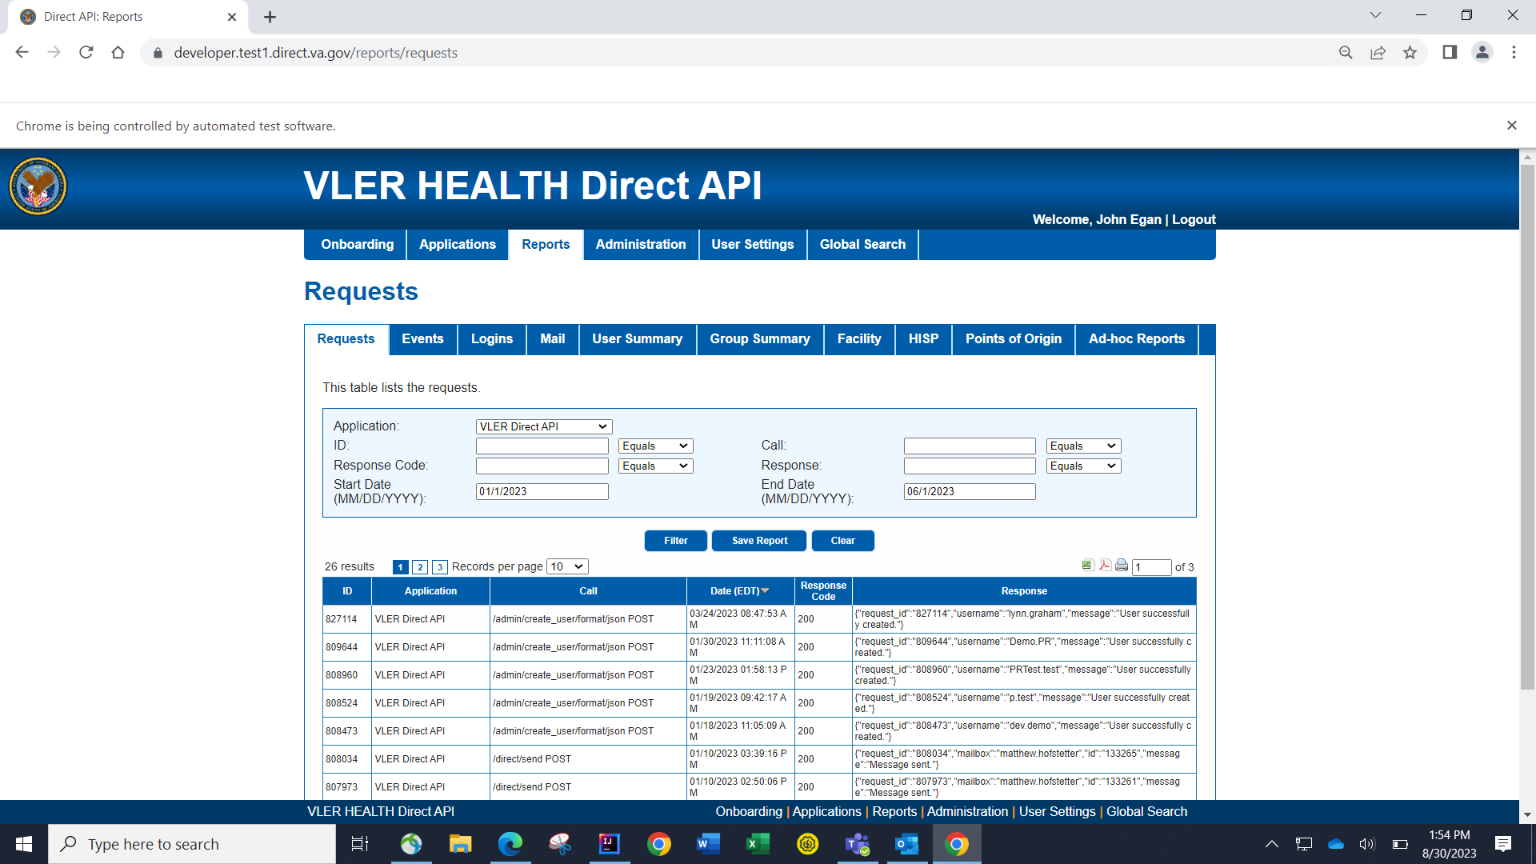 Direct API: Reports
developer.test1.direct.va.gov/reports/requests
Chrome is being controlled by automated test software.
VLER HEALTH Direct API
Welcome, John Egan | Logout
Onboarding Applications Reports Administration User Settings Global Search
Requests
Requests Events Logins Mail User Summary Group Summary Facility HISP Points of Origin Ad-hoc Reports
This table lists the requests.
Application: VLER Direct API
ID: Equals Call: Equals
Response Code: Equals Response: Equals
Start Date (MM/DD/YYYY): 01/1/2023 End Date (MM/DD/YYYY): 06/1/2023
Filter Save Report Clear
26 results 1 2 3 Records per page 10 1 of 3
ID Application Call Date (EDT) Response Code Response
827114 VLER Direct API /admin/create_user/format/json POST 03/24/2023 08:47:53 AM 200 {"request_id":"827114","username":"lynn.graham","message":"User successfully created."}
809644 VLER Direct API /admin/create_user/format/json POST 01/30/2023 11:11:08 AM 200 {"request_id":"809644","username":"Demo.PR","message":"User successfully created."}
808960 VLER Direct API /admin/create_user/format/json POST 01/23/2023 01:58:13 PM 200 {"request_id":"808960","username":"PRTest.test","message":"User successfully created."}
808524 VLER Direct API /admin/create_user/format/json POST 01/19/2023 09:42:17 AM 200 {"request_id":"808524","username":"p.test","message":"User successfully created."}
808473 VLER Direct API /admin/create_user/format/json POST 01/18/2023 11:05:09 AM 200 {"request_id":"808473","username":"dev.demo","message":"User successfully created."}
808034 VLER Direct API /direct/send POST 01/10/2023 03:39:16 PM 200 {"request_id":"808034","mailbox":"matthew.hofstetter","id":"133265","message":"Message sent."}
807973 VLER Direct API /direct/send POST 01/10/2023 02:50:06 PM 200 {"request_id":"807973","mailbox":"matthew.hofstetter","id":"133261","message":"Message sent."}
VLER HEALTH Direct API Onboarding | Applications | Reports | Administration | User Settings | Global Search
Type here to search
1:54 PM
8/30/2023